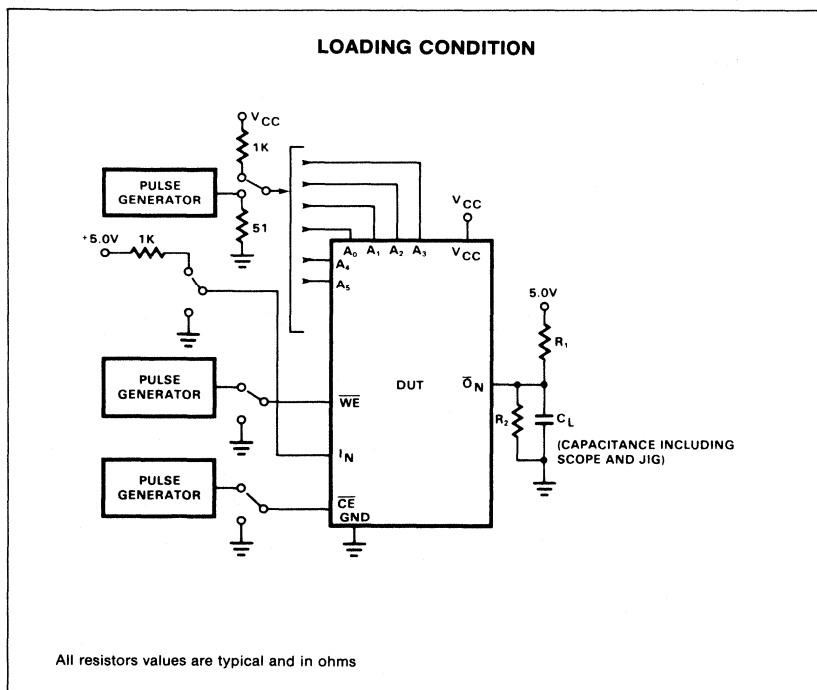 LOADING CONDITION
VCC
1K
PULSE
GENERATOR
51
+5.0V
1K
VCC
A0 A1 A2 A3
VCC
A4
A5
5.0V
R1
PULSE
GENERATOR
WE
DUT
ON
R2
CL
(CAPACITANCE INCLUDING
SCOPE AND JIG)
IN
PULSE
GENERATOR
CE
GND
All resistors values are typical and in ohms